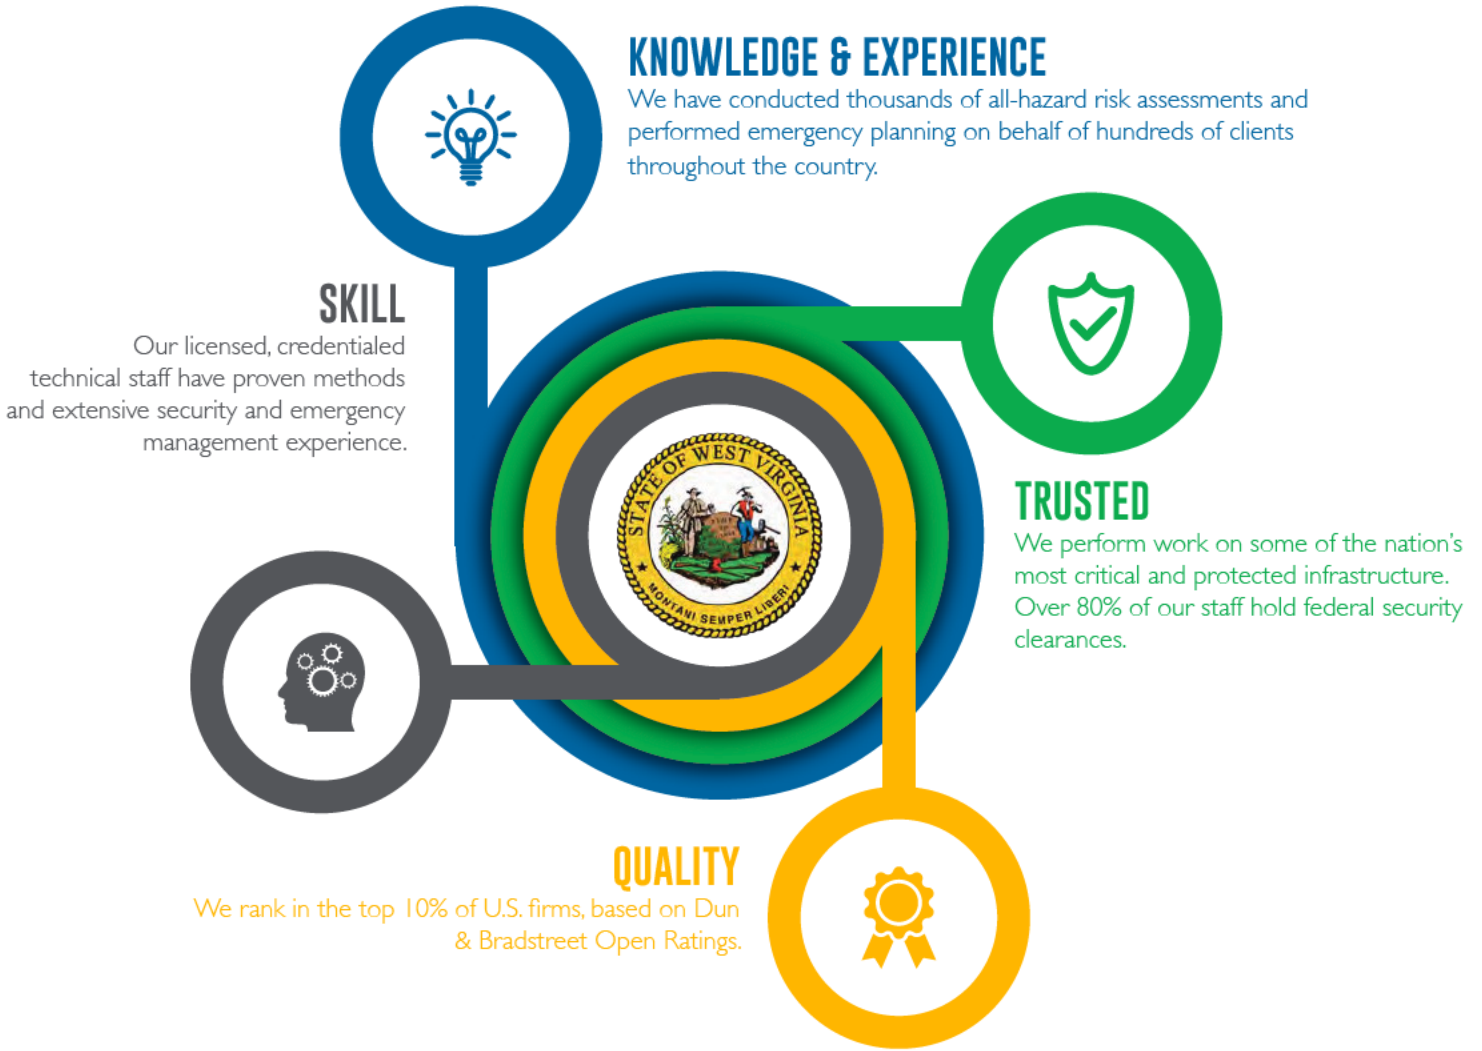 KNOWLEDGE & EXPERIENCE
We have conducted thousands of all-hazard risk assessments and
performed emergency planning on behalf of hundreds of clients
throughout the country.
SKILL
Our licensed, credentialed
technical staff have proven methods
and extensive security and emergency
management experience.
STATE OF WEST VIRGINIA
MONTANI SEMPER LIBERI
TRUSTED
We perform work on some of the nation's
most critical and protected infrastructure.
Over 80% of our staff hold federal security
clearances.
QUALITY
We rank in the top 10% of U.S. firms, based on Dun
& Bradstreet Open Ratings.